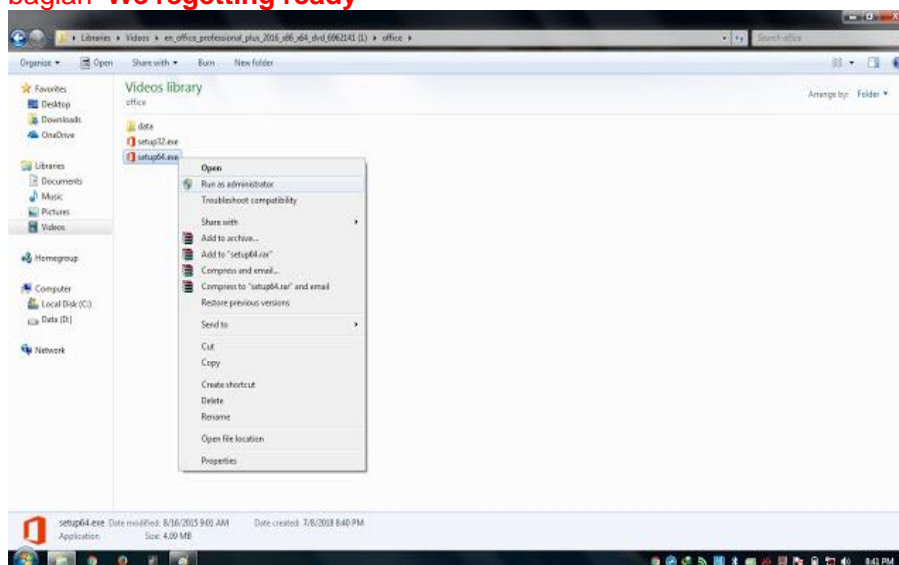 bagian "We'regetting ready"
Libraries ▸ Videos ▸ en_office_professional_plus_2016_x86_x64_dvd_6962141 (1) ▸ office ▸
Search office
Organize ▾ Open Share with ▾ Burn New folder
Favorites
Desktop
Downloads
OneDrive
Libraries
Documents
Music
Pictures
Videos
Homegroup
Computer
Local Disk (C:)
Data (D:)
Network
Videos library
office
Arrange by: Folder ▾
data
setup32.exe
setup64.exe
Open
Run as administrator
Troubleshoot compatibility
Share with
Add to archive...
Add to "setup64.rar"
Compress and email...
Compress to "setup64.rar" and email
Restore previous versions
Send to
Cut
Copy
Create shortcut
Delete
Rename
Open file location
Properties
setup64.exe Date modified: 8/16/2015 9:01 AM Date created: 7/8/2018 8:40 PM
Application Size: 4.09 MB
8:41 PM